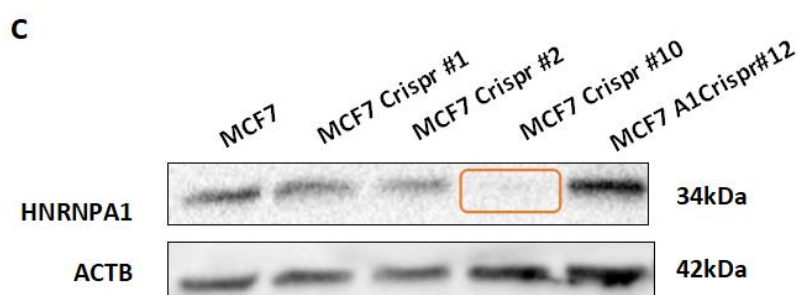 C
MCF7
MCF7 Crispr #1
MCF7 Crispr #2
MCF7 Crispr #10
MCF7 A1Crispr#12
HNRNPA1
34kDa
ACTB
42kDa